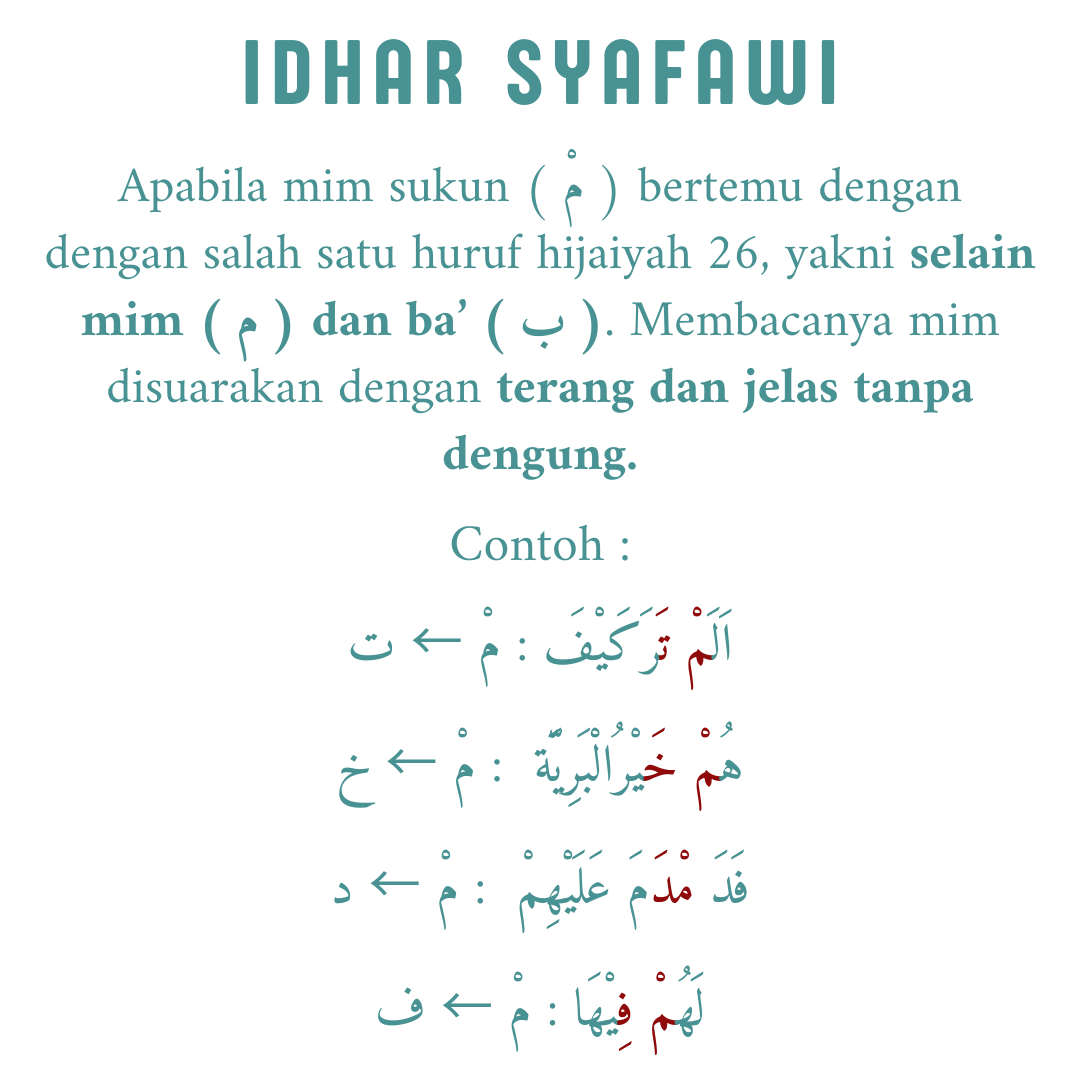 IDHAR SYAFAWI
Apabila mim sukun ( مْ ) bertemu dengan
dengan salah satu huruf hijaiyah 26, yakni selain
mim ( م ) dan ba’ ( ب ). Membacanya mim
disuarakan dengan terang dan jelas tanpa
dengung.
Contoh :
اَلَمْ تَرَكَيْفَ : مْ ← ت
هُمْ خَيْرُالْبَرِيَّة : مْ ← خ
فَدَ مْدَمَ عَلَيْهِمْ : مْ ← د
لَهُمْ فِيْهَا : مْ ← ف